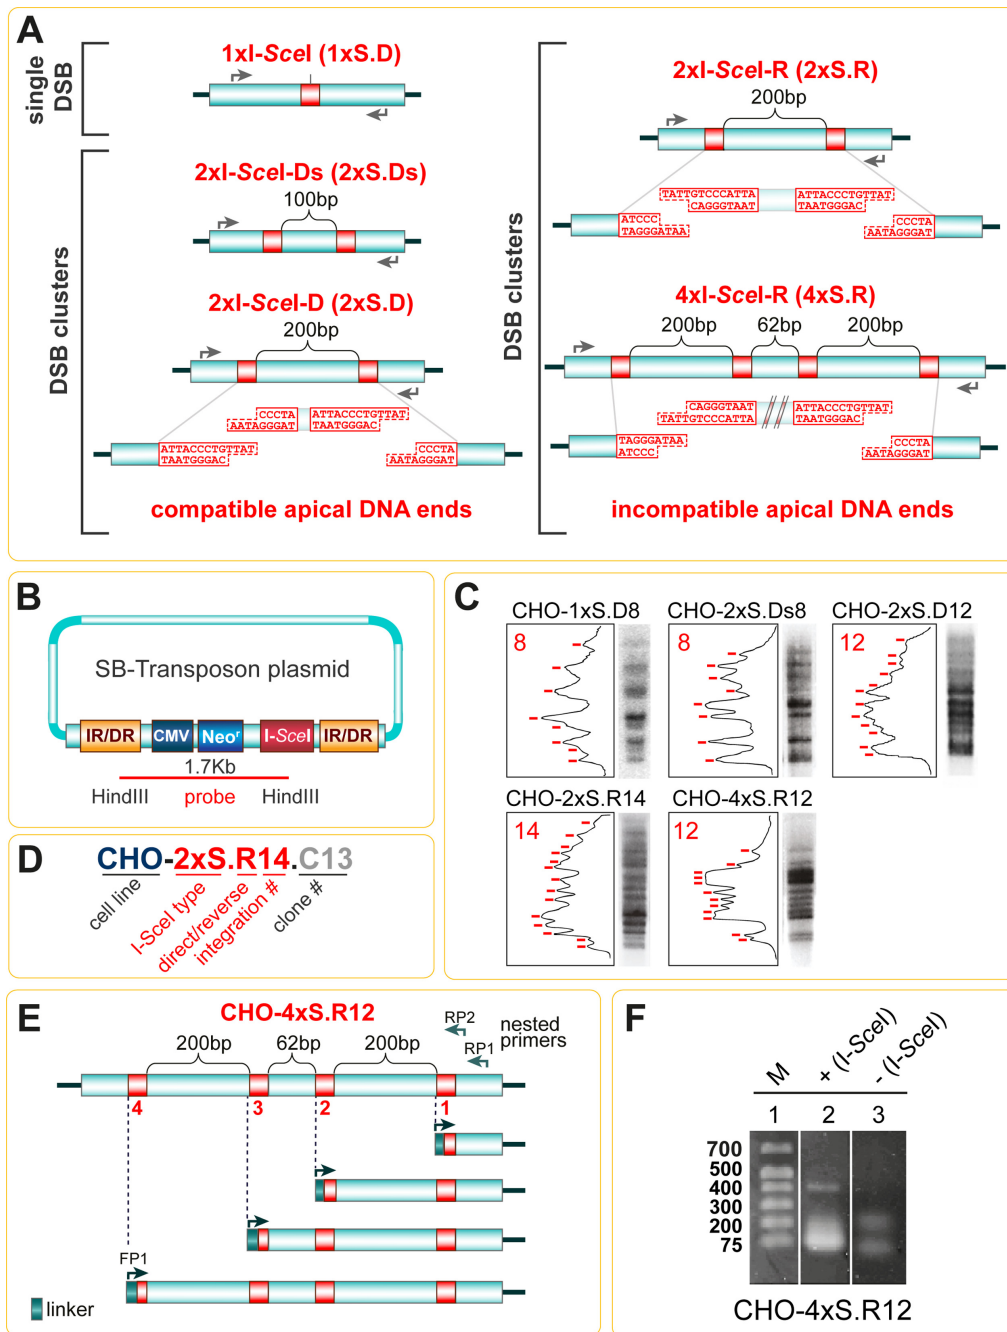 A
single
DSB
1xI-SceI (1xS.D)
DSB clusters
2xI-SceI-Ds (2xS.Ds)
100bp
2xI-SceI-D (2xS.D)
200bp
CCCTA
AATAGGGAT
ATTACCCTGTTAT
TAATGGGAC
ATTACCCTGTTAT
TAATGGGAC
CCCTA
AATAGGGAT
compatible apical DNA ends
DSB clusters
2xI-SceI-R (2xS.R)
200bp
TATTGTCCCATTA
CAGGGTAAT
ATTACCCTGTTAT
TAATGGGAC
ATCCC
TAGGGATAA
CCCTA
AATAGGGAT
4xI-SceI-R (4xS.R)
200bp 62bp 200bp
CAGGGTAAT
TATTGTCCCATTA
ATTACCCTGTTAT
TAATGGGAC
TAGGGATAA
ATCCC
CCCTA
AATAGGGAT
incompatible apical DNA ends
B
SB-Transposon plasmid
IR/DR CMV Neor I-SceI IR/DR
1.7Kb
HindIII probe HindIII
C
CHO-1xS.D8 CHO-2xS.Ds8 CHO-2xS.D12
8 8 12
CHO-2xS.R14 CHO-4xS.R12
14 12
D
CHO-2xS.R14.C13
cell line
I-SceI type
direct/reverse
integration #
clone #
E
CHO-4xS.R12
200bp 62bp 200bp
RP2
RP1
nested
primers
4 3 2 1
FP1
linker
F
M + (I-SceI) - (I-SceI)
1 2 3
700
500
400
300
200
75
CHO-4xS.R12